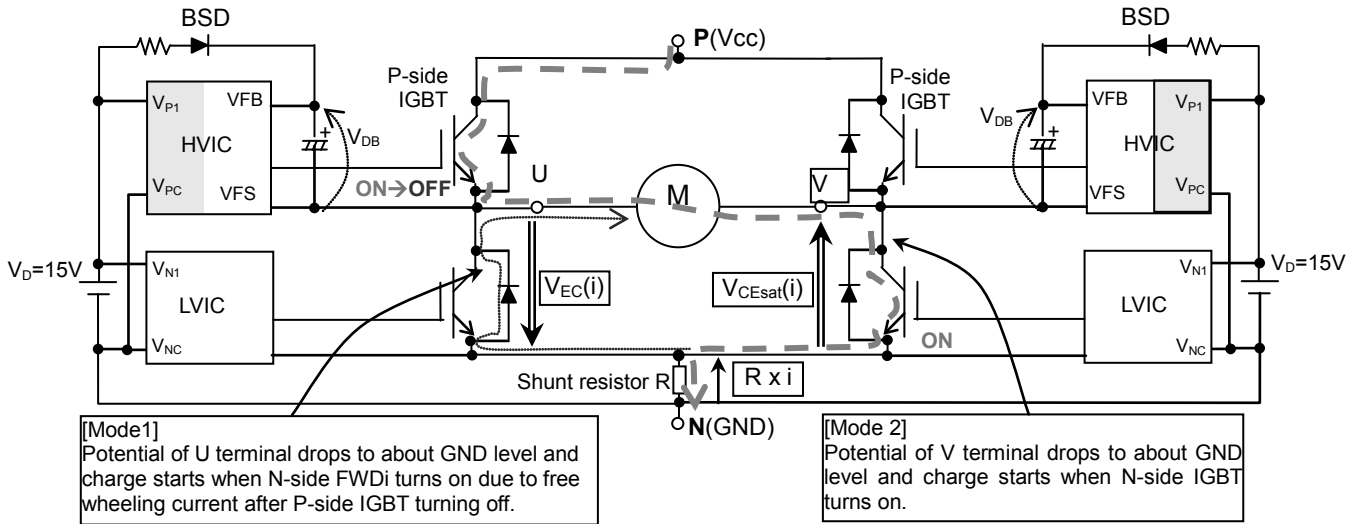 BSD
BSD
P(Vcc)
P-side
IGBT
P-side
IGBT
VP1
VFB
HVIC
VPC
VFS
VDB
+
ON→OFF
U
M
V
VDB
+
VFB
VP1
HVIC
VPC
VFS
VD=15V
VN1
LVIC
VNC
VEC(i)
VCEsat(i)
ON
VN1
LVIC
VNC
VD=15V
Shunt resistor R
R x i
N(GND)
[Mode1]
Potential of U terminal drops to about GND level and
charge starts when N-side FWDi turns on due to free
wheeling current after P-side IGBT turning off.
[Mode 2]
Potential of V terminal drops to about GND
level and charge starts when N-side IGBT
turns on.